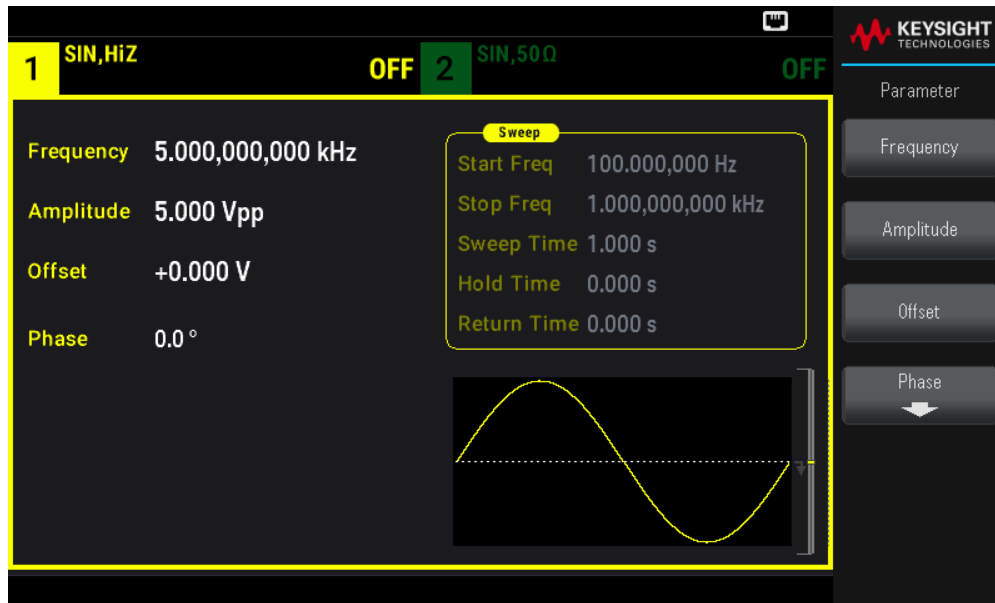 KEYSIGHT
TECHNOLOGIES
1 SIN,HiZ OFF 2 SIN,50Ω OFF
Parameter
Frequency 5.000,000,000 kHz
Amplitude 5.000 Vpp
Offset +0.000 V
Phase 0.0 °
Sweep
Start Freq 100.000,000 Hz
Stop Freq 1.000,000,000 kHz
Sweep Time 1.000 s
Hold Time 0.000 s
Return Time 0.000 s
Frequency
Amplitude
Offset
Phase